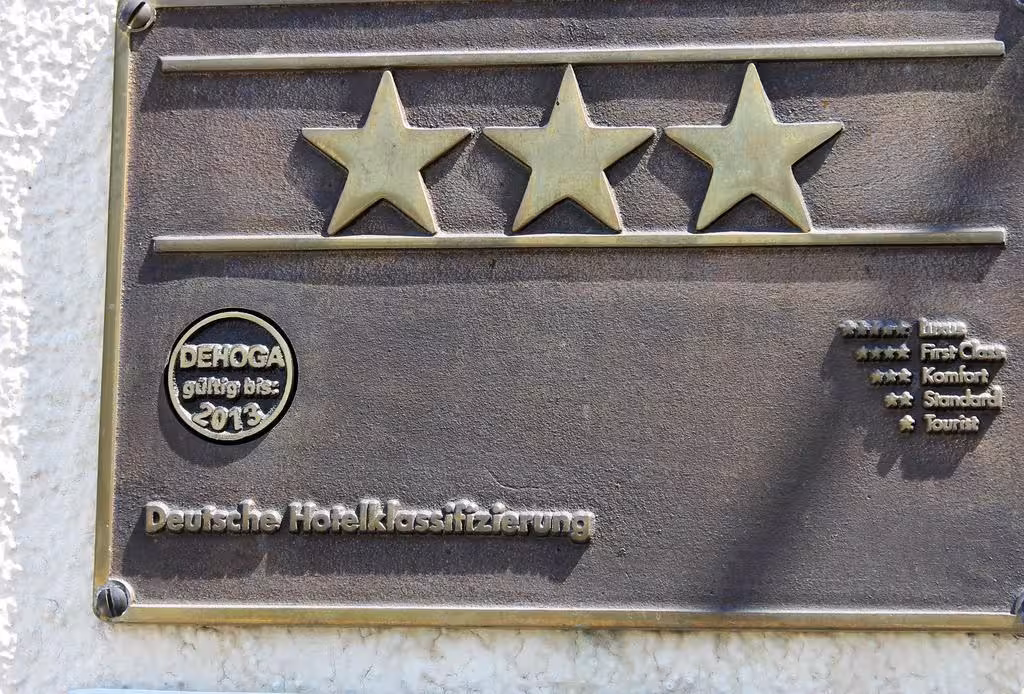 DEHOGA
gültig bis:
2013
Luxus
First Class
Komfort
Standard
Tourist
Deutsche Hotelklassifizierung